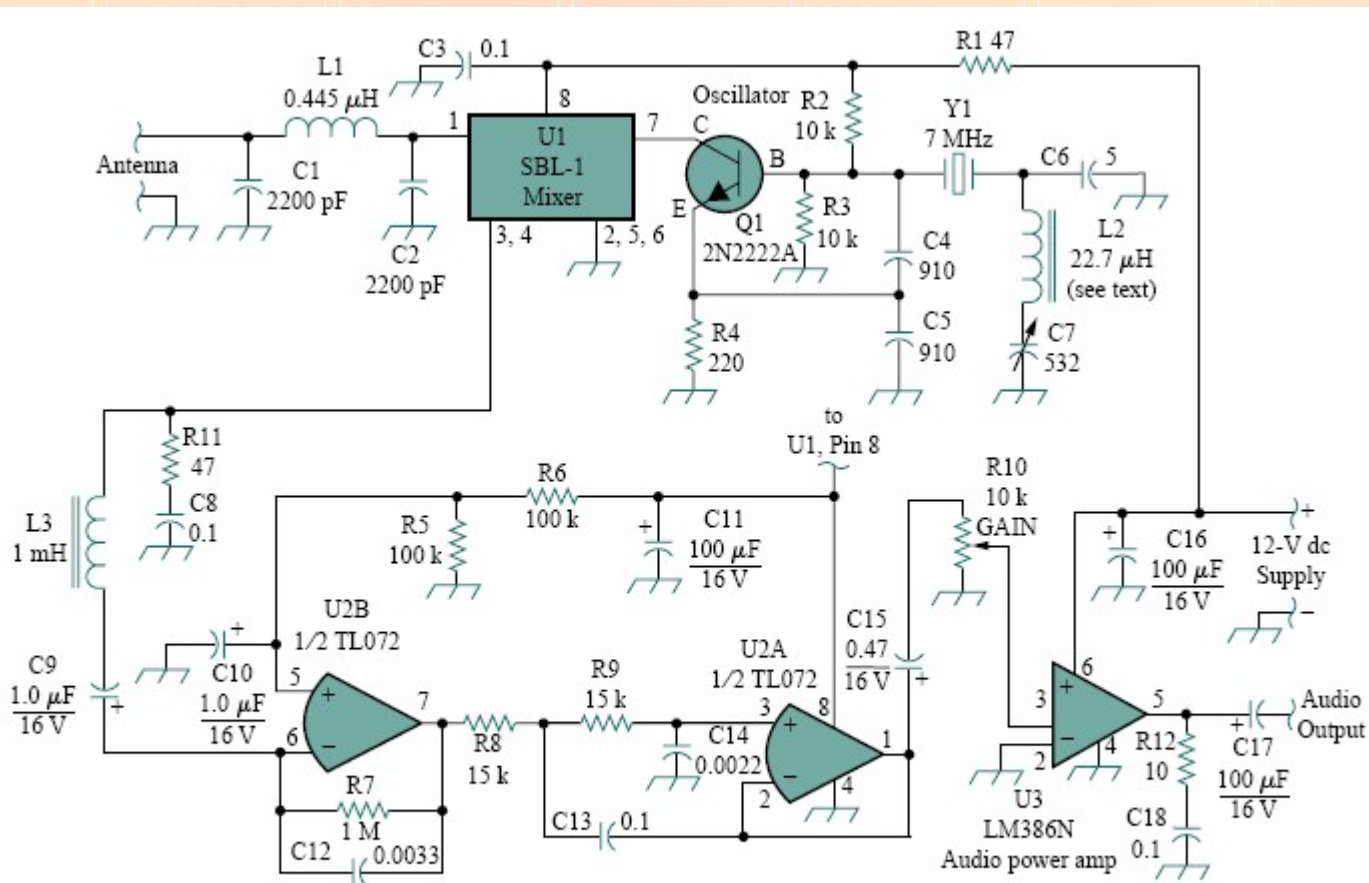 C3
0.1
R1 47
L1
0.445 μH
8
Oscillator
R2
10 k
Y1
7 MHz
1
U1
SBL-1
Mixer
7
C
B
E
Q1
2N2222A
C6
5
Antenna
C1
2200 pF
C2
2200 pF
3, 4
2, 5, 6
R3
10 k
C4
910
L2
22.7 μH
(see text)
R4
220
C5
910
C7
532
to
U1, Pin 8
R11
47
C8
0.1
L3
1 mH
R6
100 k
R5
100 k
+
C11
100 μF
16 V
R10
10 k
GAIN
+
C16
100 μF
16 V
+
12-V dc
Supply
−
U2B
1/2 TL072
C9
1.0 μF
16 V
+
+
C10
1.0 μF
16 V
5
+
6
−
7
R8
15 k
R9
15 k
U2A
1/2 TL072
C14
0.0022
3
+
8
−
2
4
1
C15
0.47
16 V
+
R7
1 M
C12
0.0033
C13
0.1
3
+
6
−
2
4
5
U3
LM386N
Audio power amp
R12
10
+
C17
100 μF
16 V
C18
0.1
Audio
Output